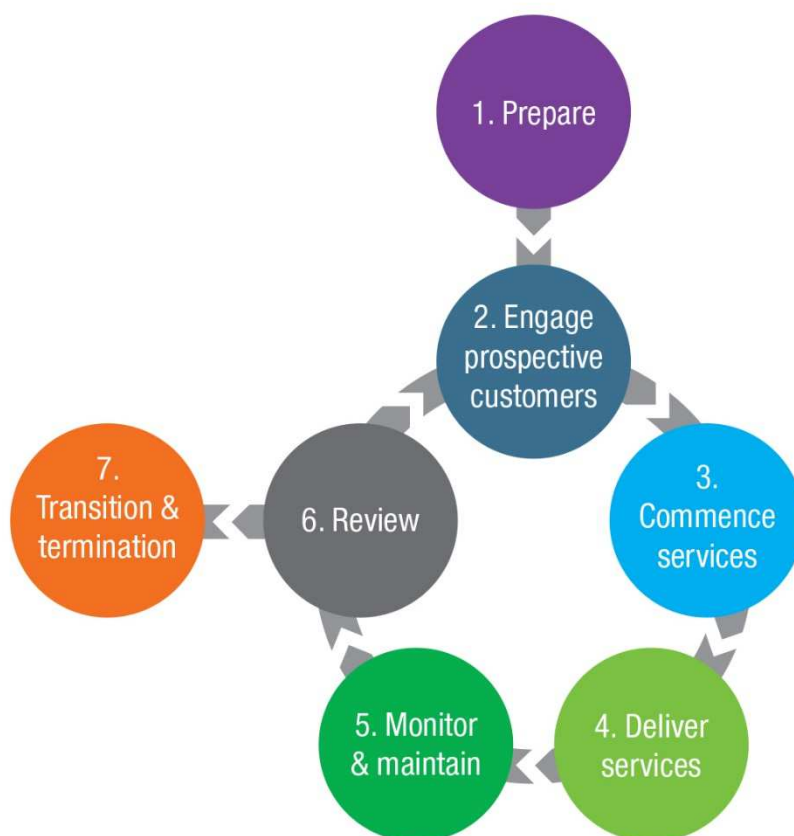 1. Prepare
2. Engage
prospective
customers
3.
Commence
services
4. Deliver
services
5. Monitor
& maintain
6. Review
7.
Transition &
termination